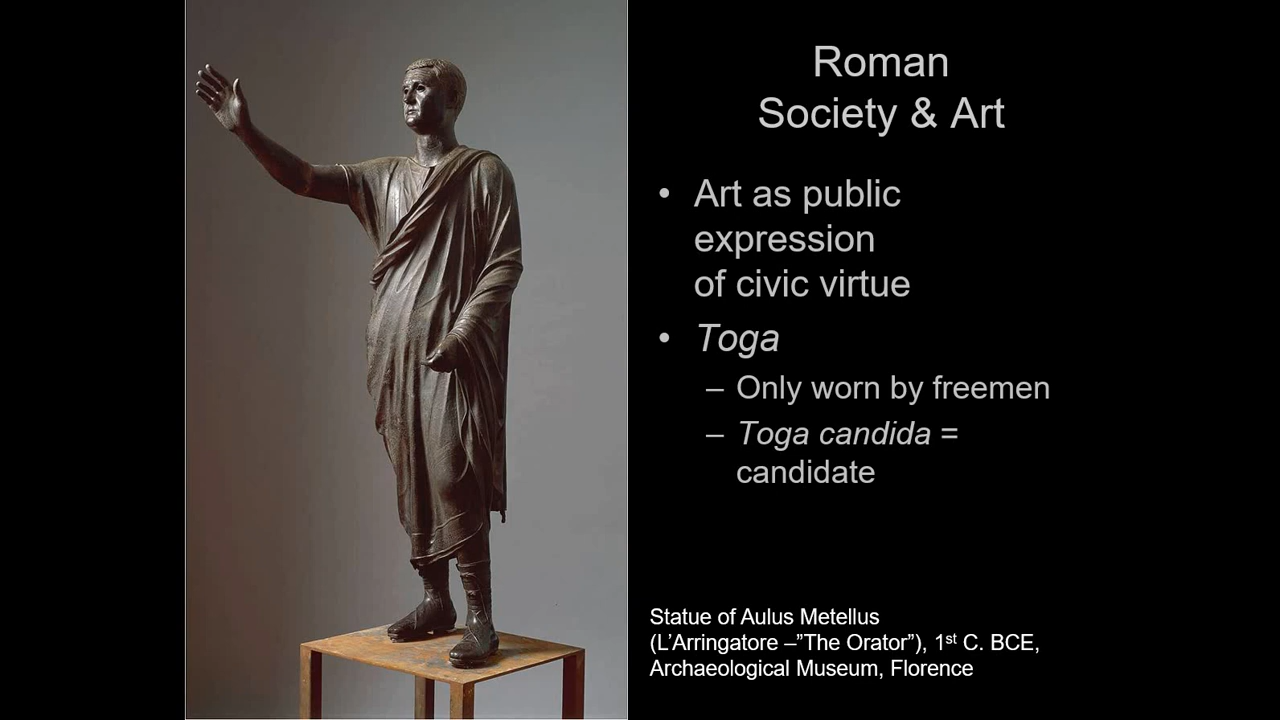 Roman
Society & Art
• Art as public
expression
of civic virtue
• Toga
– Only worn by freemen
– Toga candida =
candidate
Statue of Aulus Metellus
(L’Arringatore –”The Orator”), 1st C. BCE,
Archaeological Museum, Florence